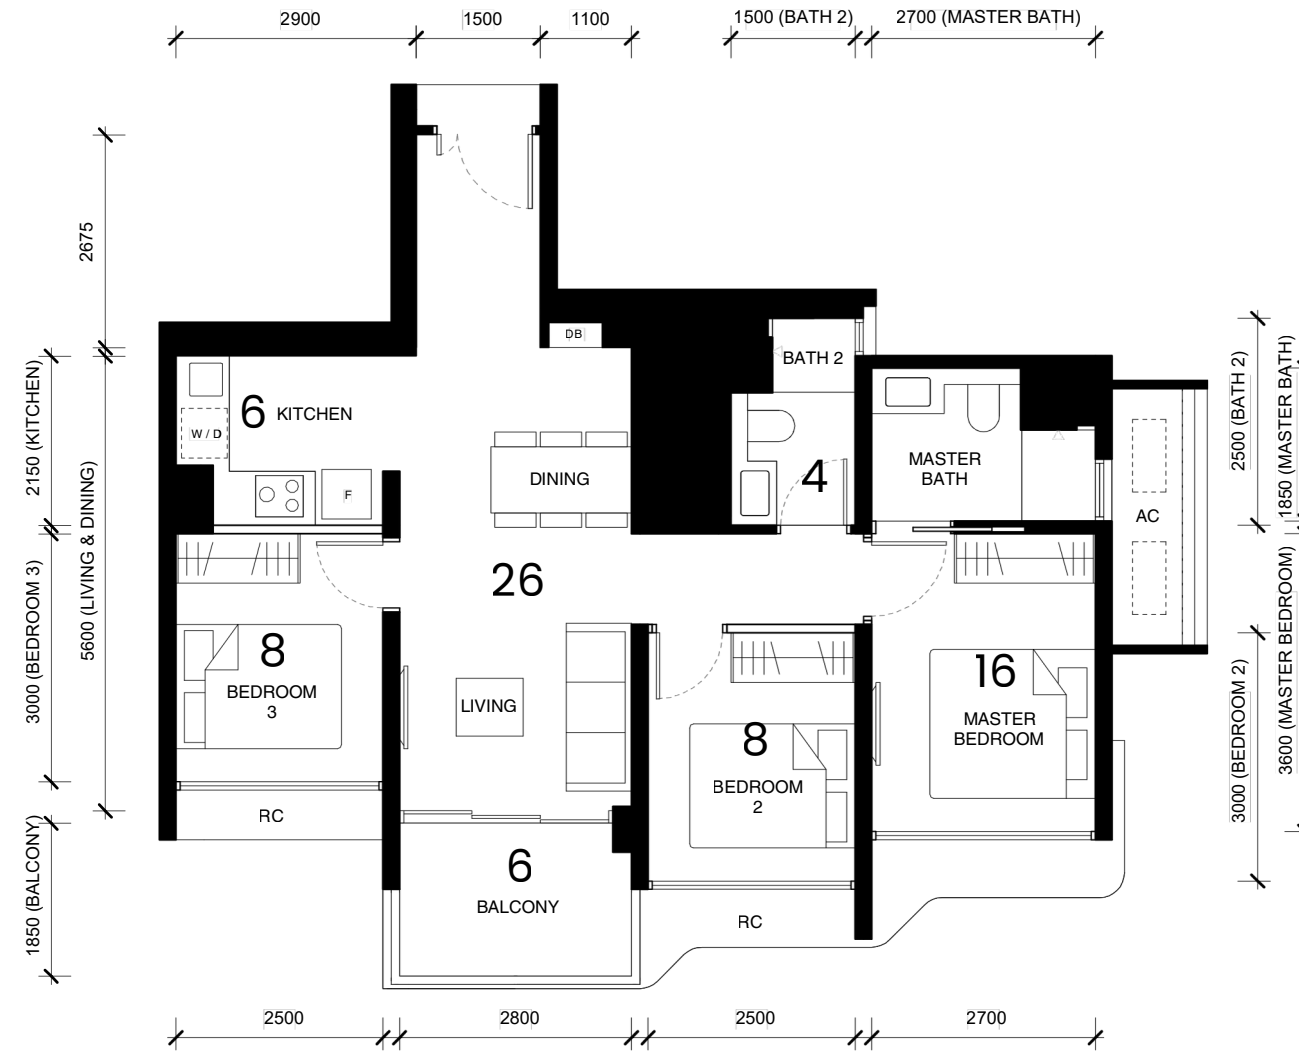 2900
1500
1100
1500 (BATH 2)
2700 (MASTER BATH)
2675
DB
BATH 2
2150 (KITCHEN)
5600 (LIVING & DINING)
6 KITCHEN
W / D
F
DINING
4
MASTER
BATH
AC
2500 (BATH 2)
1850 (MASTER BATH)
3000 (BEDROOM 3)
26
8
BEDROOM
3
LIVING
8
BEDROOM
2
16
MASTER
BEDROOM
3000 (BEDROOM 2)
3600 (MASTER BEDROOM)
RC
1850 (BALCONY)
6
BALCONY
RC
2500
2800
2500
2700